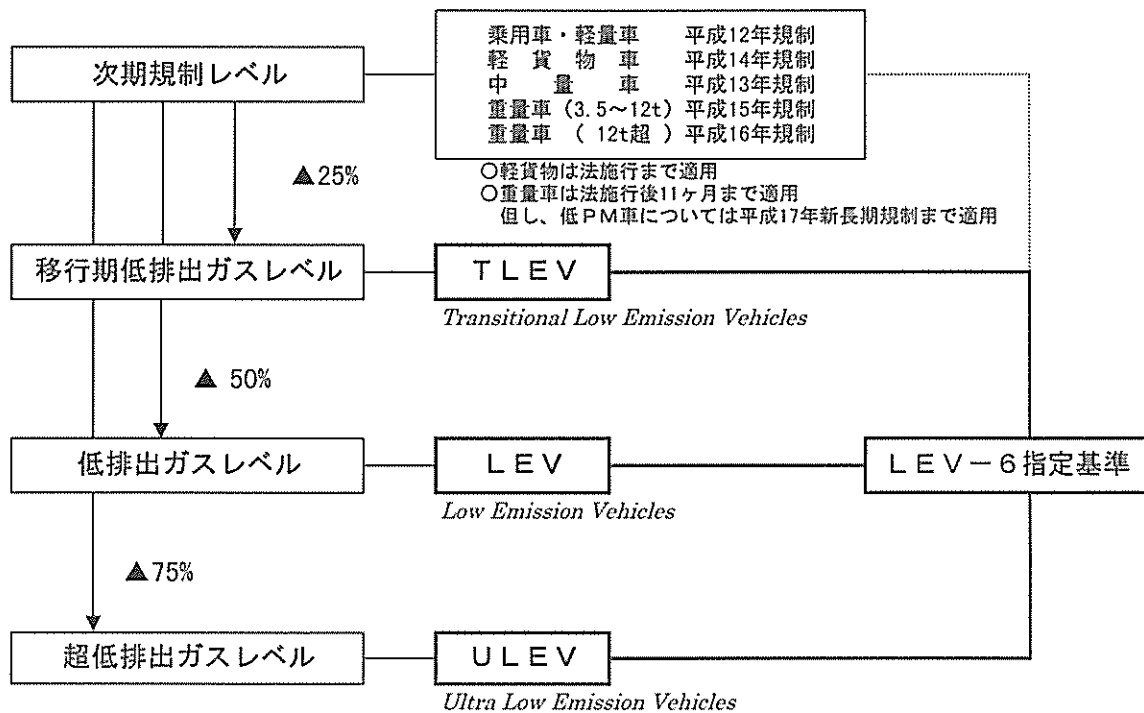 次期規制レベル
乗用車・軽量車 平成12年規制
軽貨物車 平成14年規制
中量車 平成13年規制
重量車(3.5～12t)平成15年規制
重量車( 12t超 )平成16年規制
▲25%
○軽貨物は法施行まで適用
○重量車は法施行後11ヶ月まで適用
但し、低PM車については平成17年新長期規制まで適用
移行期低排出ガスレベル
TLEV
Transitional Low Emission Vehicles
▲ 50%
低排出ガスレベル
LEV
LEV－6指定基準
Low Emission Vehicles
▲75%
超低排出ガスレベル
ULEV
Ultra Low Emission Vehicles